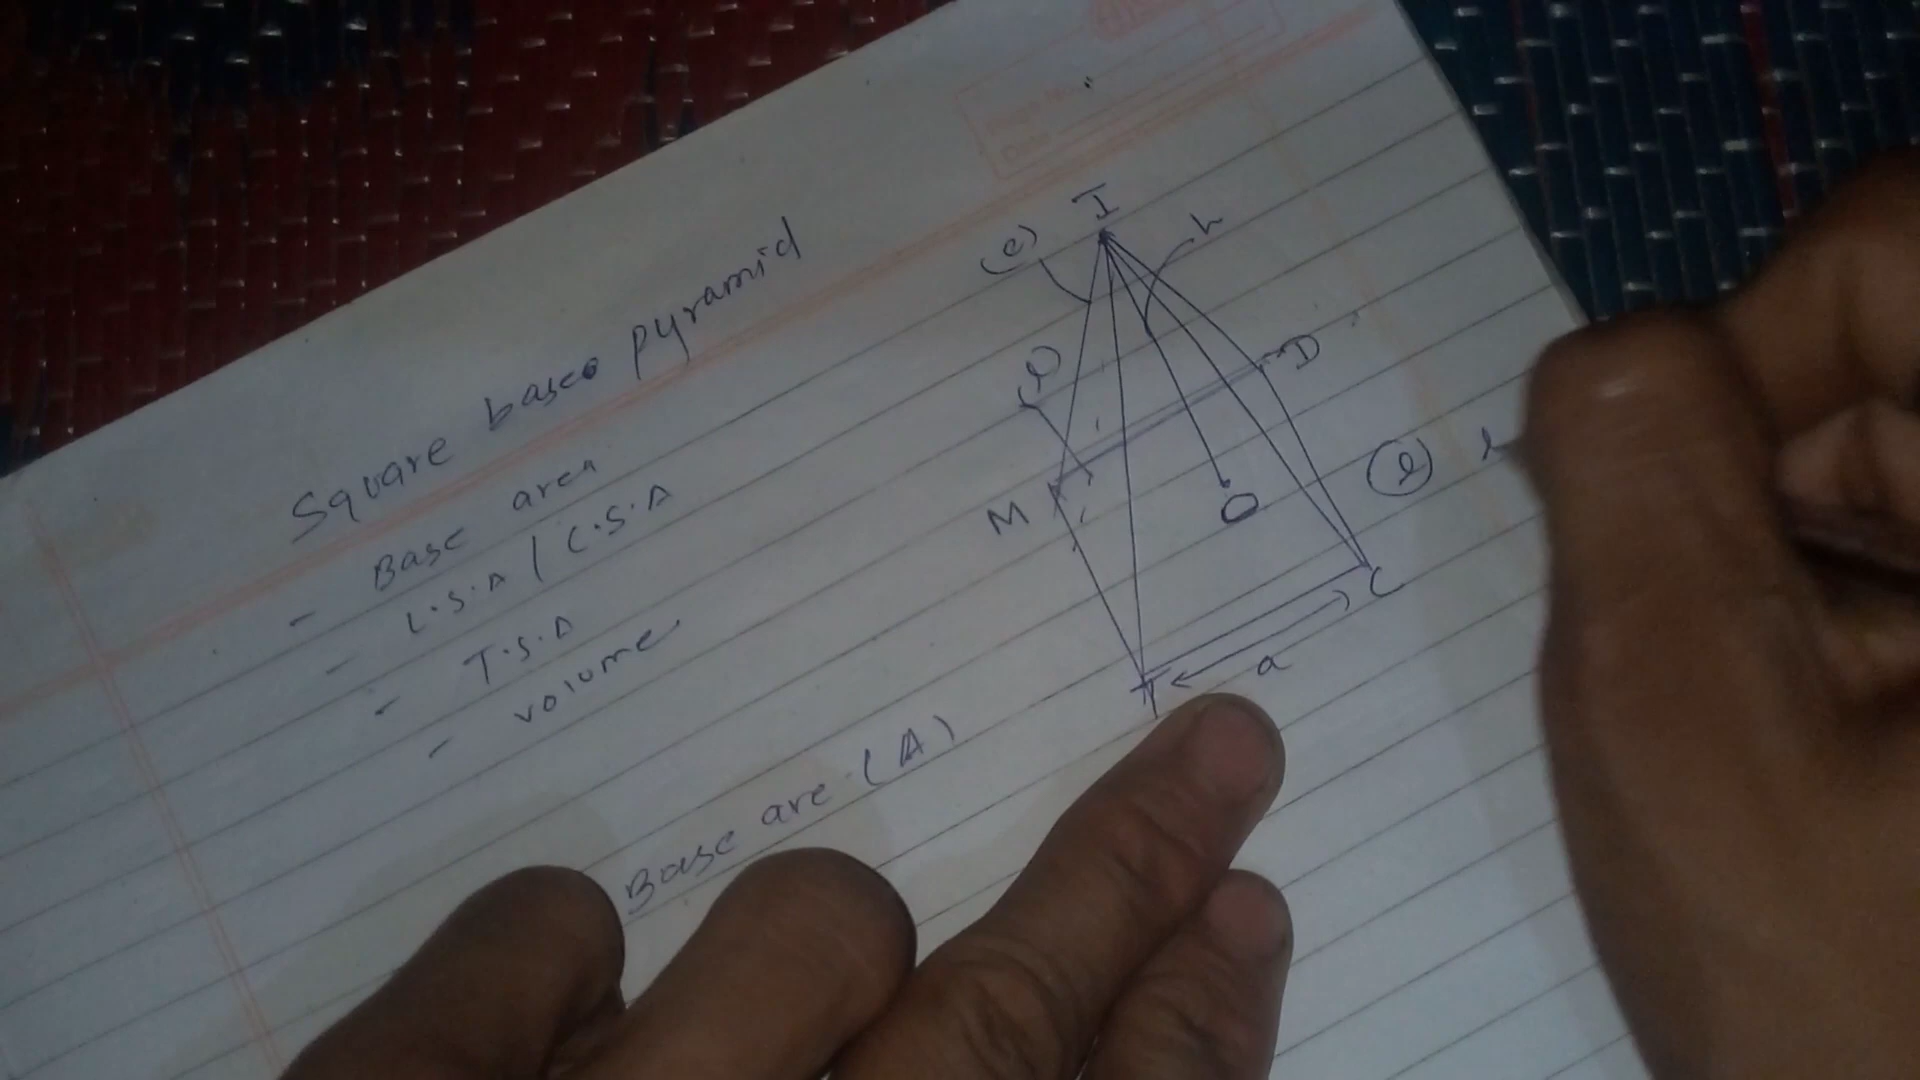 Square based pyramid
- Base area
- L.S.A / C.S.A
- T.S.A
- volume
Base are (A)
I
(e)
h
(l)
D
M
O
(l)
C
T
a